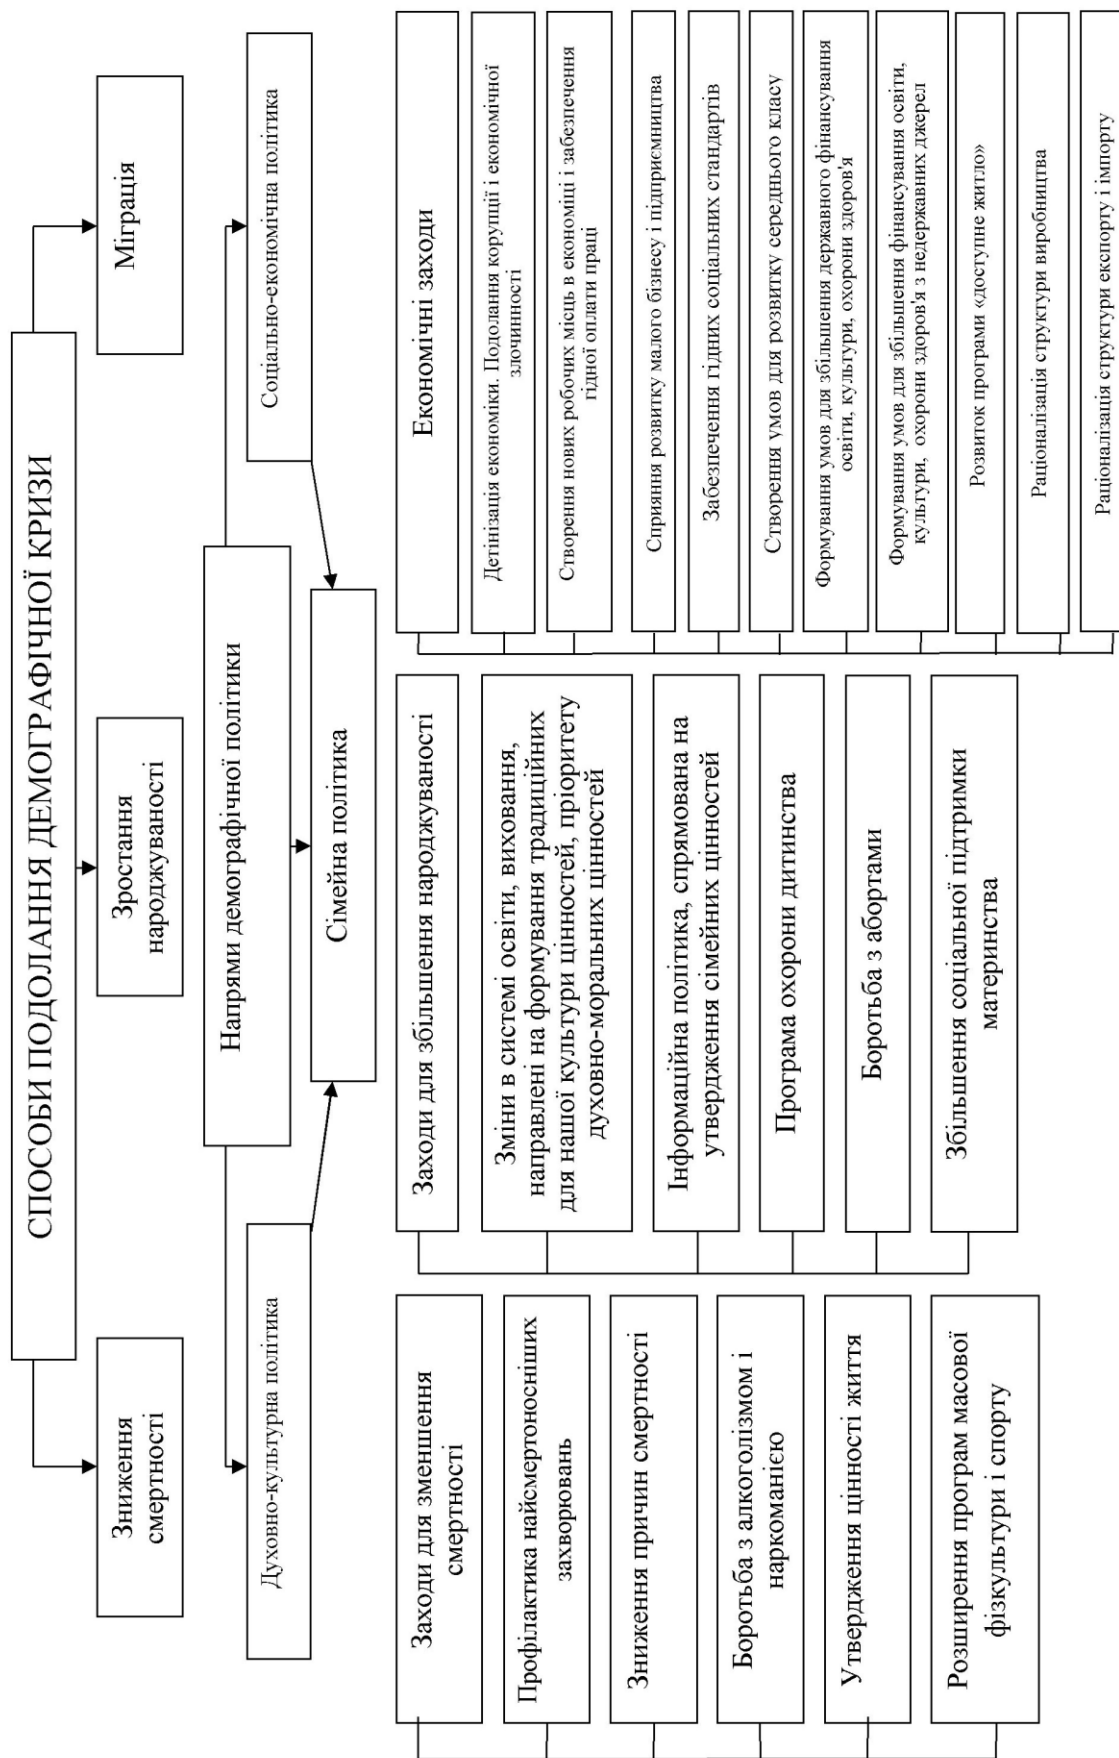 СПОСОБИ ПОДОЛАННЯ ДЕМОГРАФІЧНОЇ КРИЗИ
Зниження
смертності
Зростання
народжуваності
Міграція
Напрями демографічної політики
Духовно-культурна політика
Соціально-економічна політика
Сімейна політика
Заходи для зменшення
смертності
Профілактика найсмертоносніших
захворювань
Зниження причин смертності
Боротьба з алкоголізмом і
наркоманією
Утвердження цінності життя
Розширення програм масової
фізкультури і спорту
Заходи для збільшення народжуваності
Зміни в системі освіти, виховання,
направлені на формування традиційних
для нашої культури цінностей, пріоритету
духовно-моральних цінностей
Інформаційна політика, спрямована на
утвердження сімейних цінностей
Програма охорони дитинства
Боротьба з абортами
Збільшення соціальної підтримки
материнства
Економічні заходи
Детінізація економіки. Подолання корупції і економічної
злочинності
Створення нових робочих місць в економіці і забезпечення
гідної оплати праці
Сприяння розвитку малого бізнесу і підприємництва
Забезпечення гідних соціальних стандартів
Створення умов для розвитку середнього класу
Формування умов для збільшення державного фінансування
освіти, культури, охорони здоров'я
Формування умов для збільшення фінансування освіти,
культури, охорони здоров'я з недержавних джерел
Розвиток програми «доступне житло»
Раціоналізація структури виробництва
Раціоналізація структури експорту і імпорту